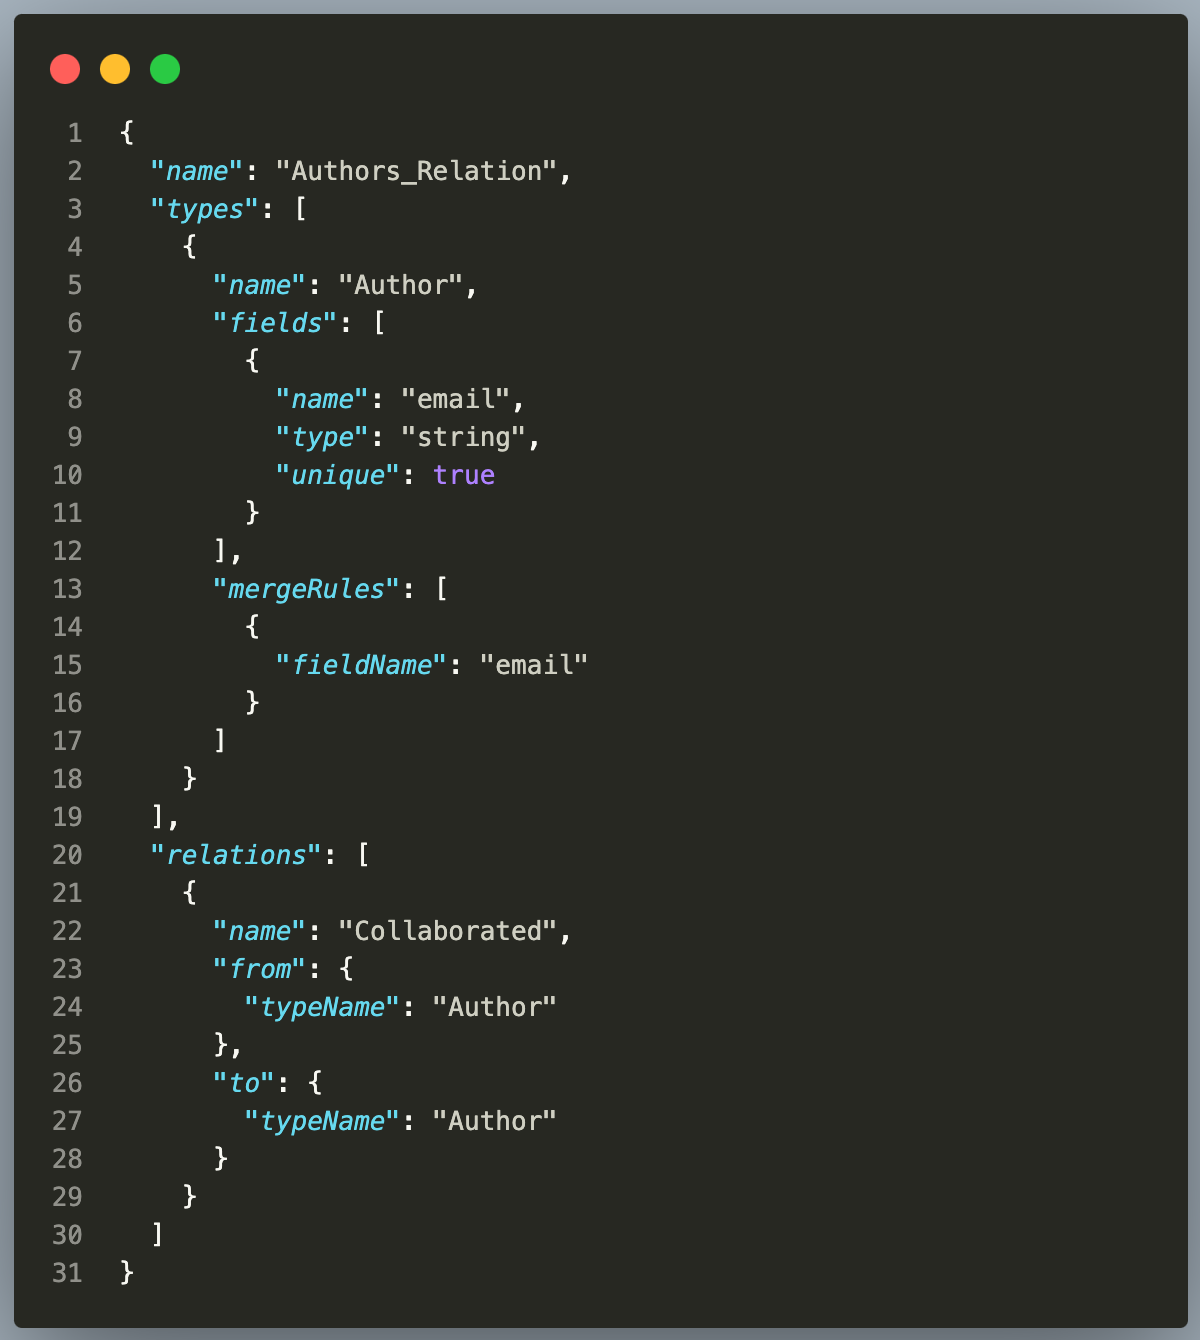 1 {
2   "name": "Authors_Relation",
3   "types": [
4     {
5       "name": "Author",
6       "fields": [
7         {
8           "name": "email",
9           "type": "string",
10           "unique": true
11         }
12       ],
13       "mergeRules": [
14         {
15           "fieldName": "email"
16         }
17       ]
18     }
19   ],
20   "relations": [
21     {
22       "name": "Collaborated",
23       "from": {
24         "typeName": "Author"
25       },
26       "to": {
27         "typeName": "Author"
28       }
29     }
30   ]
31 }